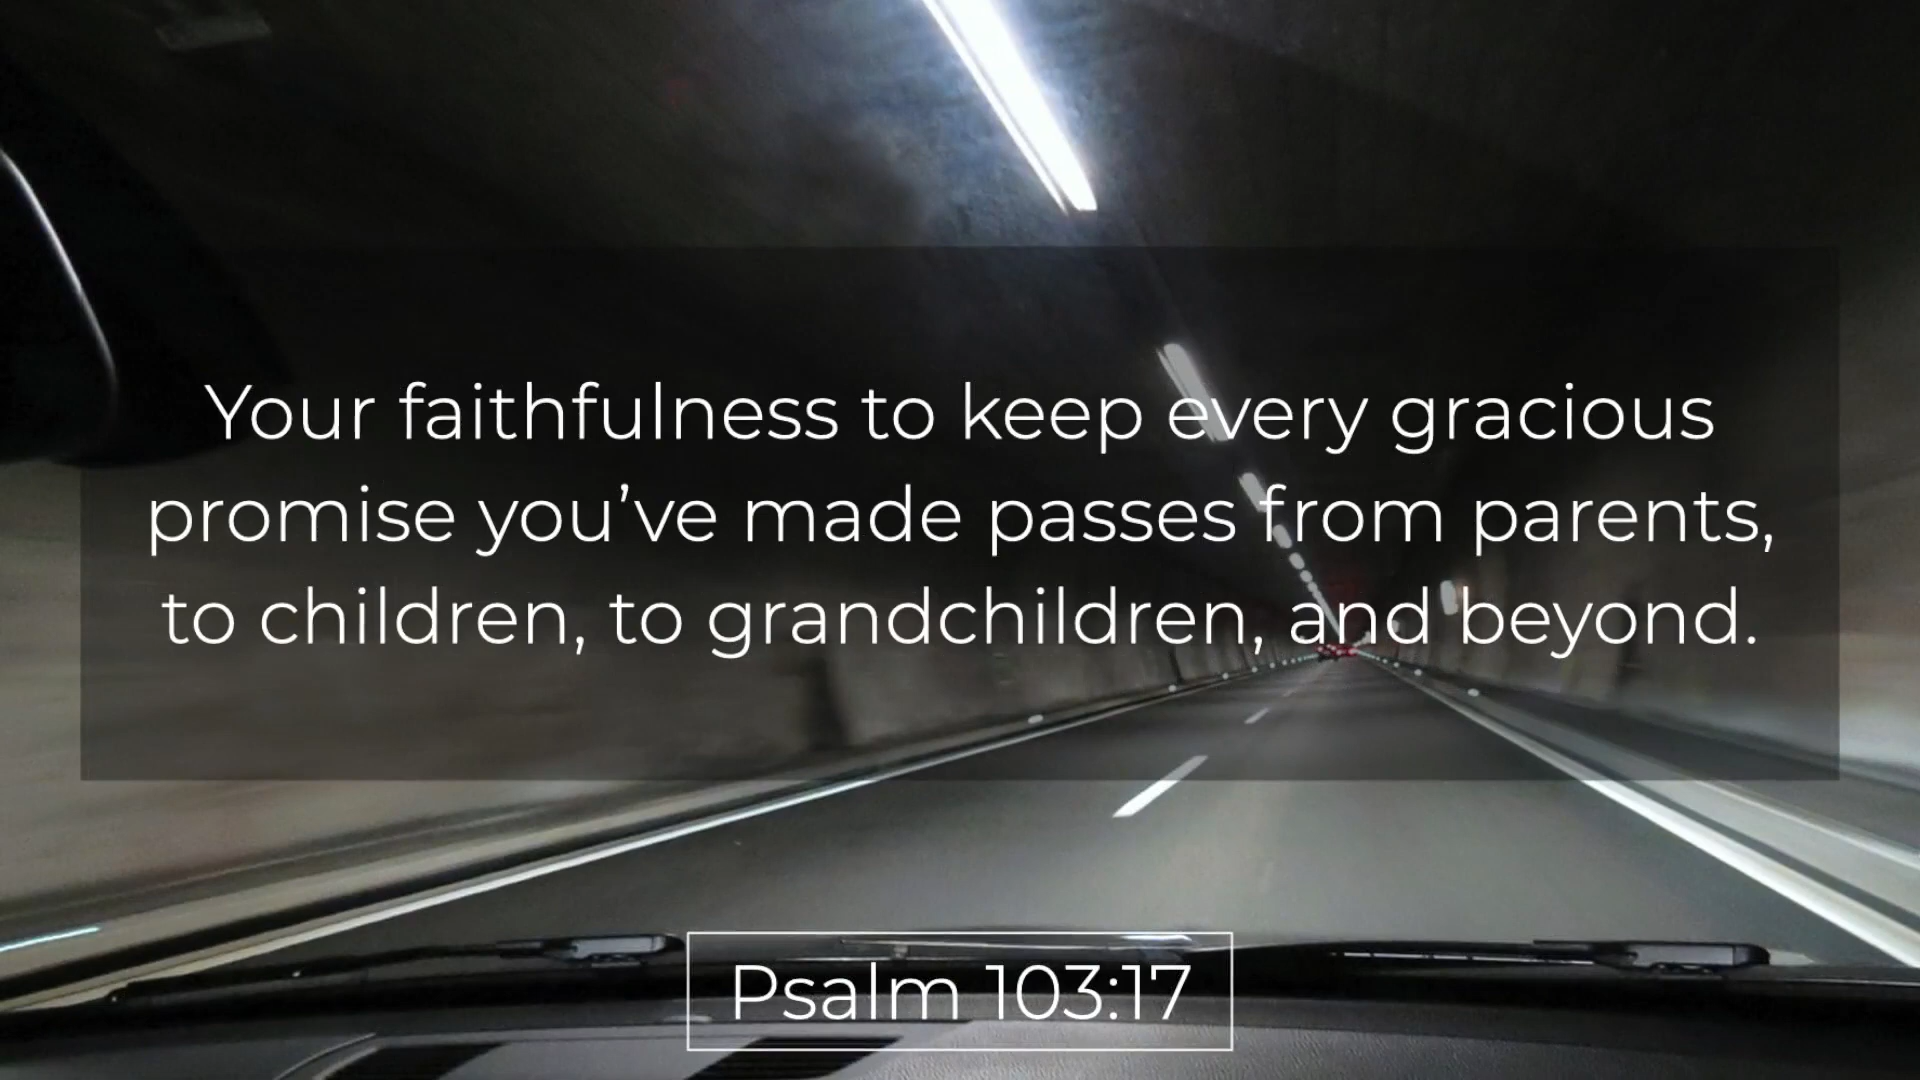 Your faithfulness to keep every gracious
promise you’ve made passes from parents,
to children, to grandchildren, and beyond.
Psalm 103:17